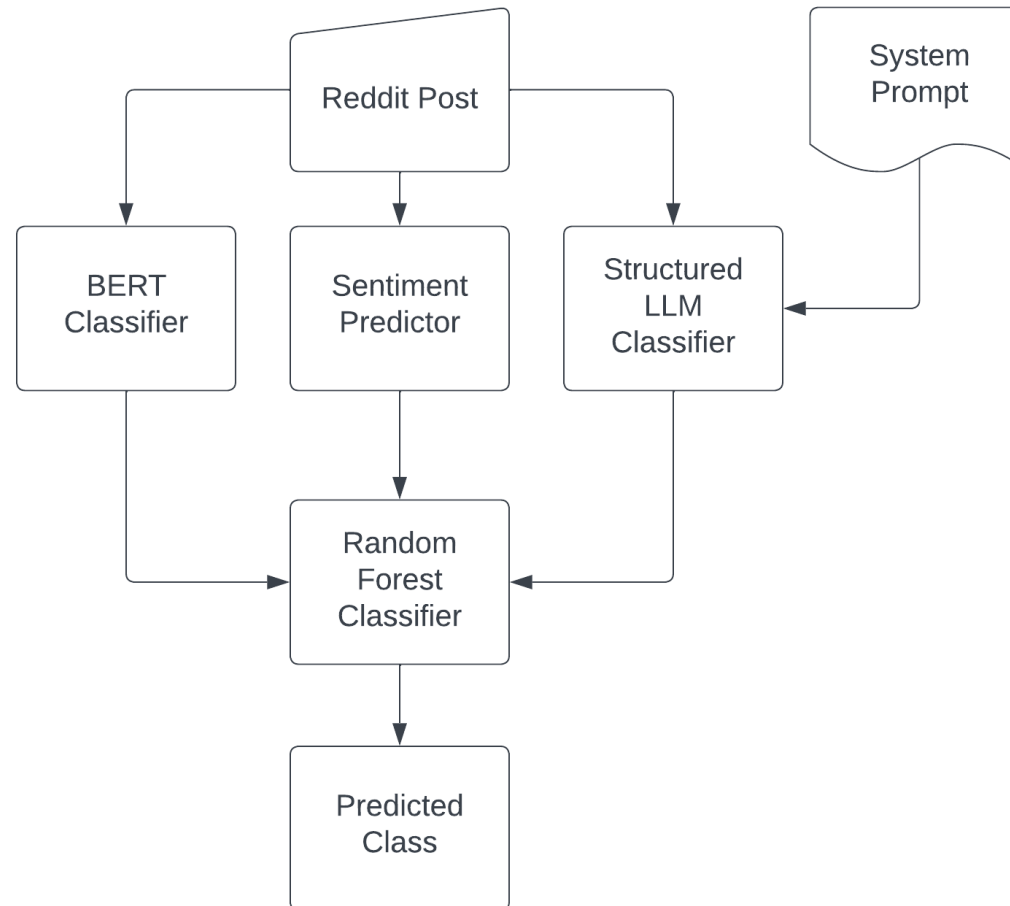 Reddit Post
System
Prompt
BERT
Classifier
Sentiment
Predictor
Structured
LLM
Classifier
Random
Forest
Classifier
Predicted
Class